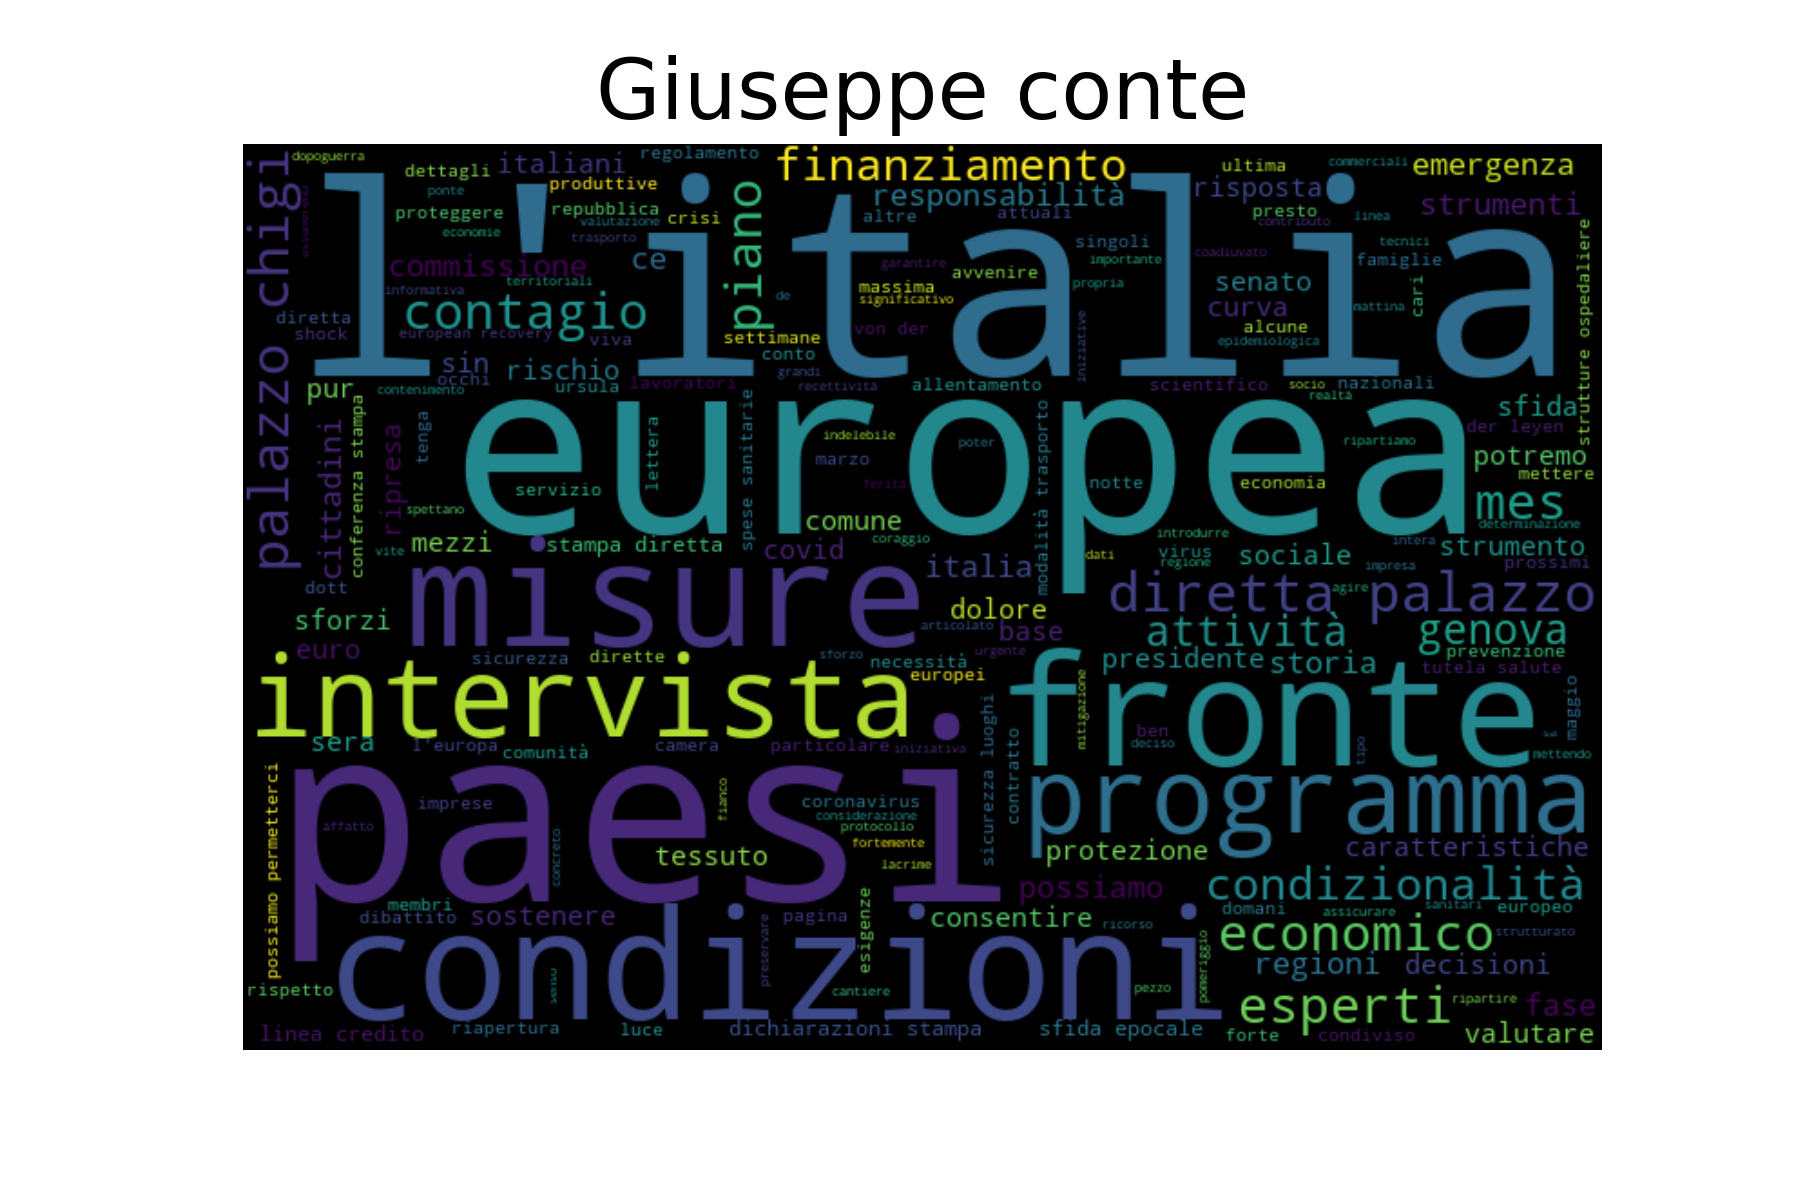 Giuseppe conte
dopoguerra
dettagli
italiani
regolamento
finanziamento
ultima
commerciali
emergenza
ponte
produttive
responsabilità
risposta
strumenti
proteggere
repubblica
valutazione
crisi
altre
attuali
presto
contributo
linea
economie
trasporto
l'italia
palazzo chigi
piano
commissione
ce
singoli
importante
tecnici
famiglie
coadiuvato
garantire
avvenire
territoriali
informativa
massima
significativo
de
propria
senato
cari
strutture ospedaliere
contagio
curva
mattina
diretta
shock
european recovery
viva
settimane
von der
alcune
iniziative
epidemiologica
conto
sin
occhi
rischio
ursula
lavoratori
grandi
recettività
allentamento
scientifico
socio
nazionali
realtà
pur
contenimento
europea
sfida
der leyen
cittadini
conferenza stampa
ripresa
tenga
lettera
spese sanitarie
indelebile
marzo
poter
modalità trasporto
ripartiamo
potremo
mettere
servizio
ferita
notte
economia
mes
determinazione
spettano
comune
coraggio
introdurre
intera
vite
mezzi
stampa diretta
covid
dati
virus
regione
sociale
strumento
prossimi
impresa
italia
dott
misure
dolore
agire
diretta palazzo
sforzi
articolato
base
attività
genova
euro
sicurezza
dirette
sforzo
necessità
urgente
presidente
storia
prevenzione
tutela salute
intervista
europei
fronte
mitigazione
maggio
sera
l'europa
comunità
camera
particolare
iniziativa
sicurezza luoghi
contratto
ben
deciso
tipo
mettendo
paesi
programma
possiamo permetterci
imprese
affatto
fianco
coronavirus
considerazione
protocollo
fortemente
lacrime
concreto
tessuto
protezione
caratteristiche
possiamo
condizionalità
membri
dibattito
sostenere
pagina
esigenze
consentire
ricorso
domani
assicurare
sanitari
europeo
condizioni
preservare
economico
strutturato
regioni
decisioni
pomeriggio
senso
rispetto
cantiere
pezzo
esperti
ripartire
fase
linea credito
riapertura
luce
dichiarazioni stampa
sfida epocale
forte
condiviso
valutare